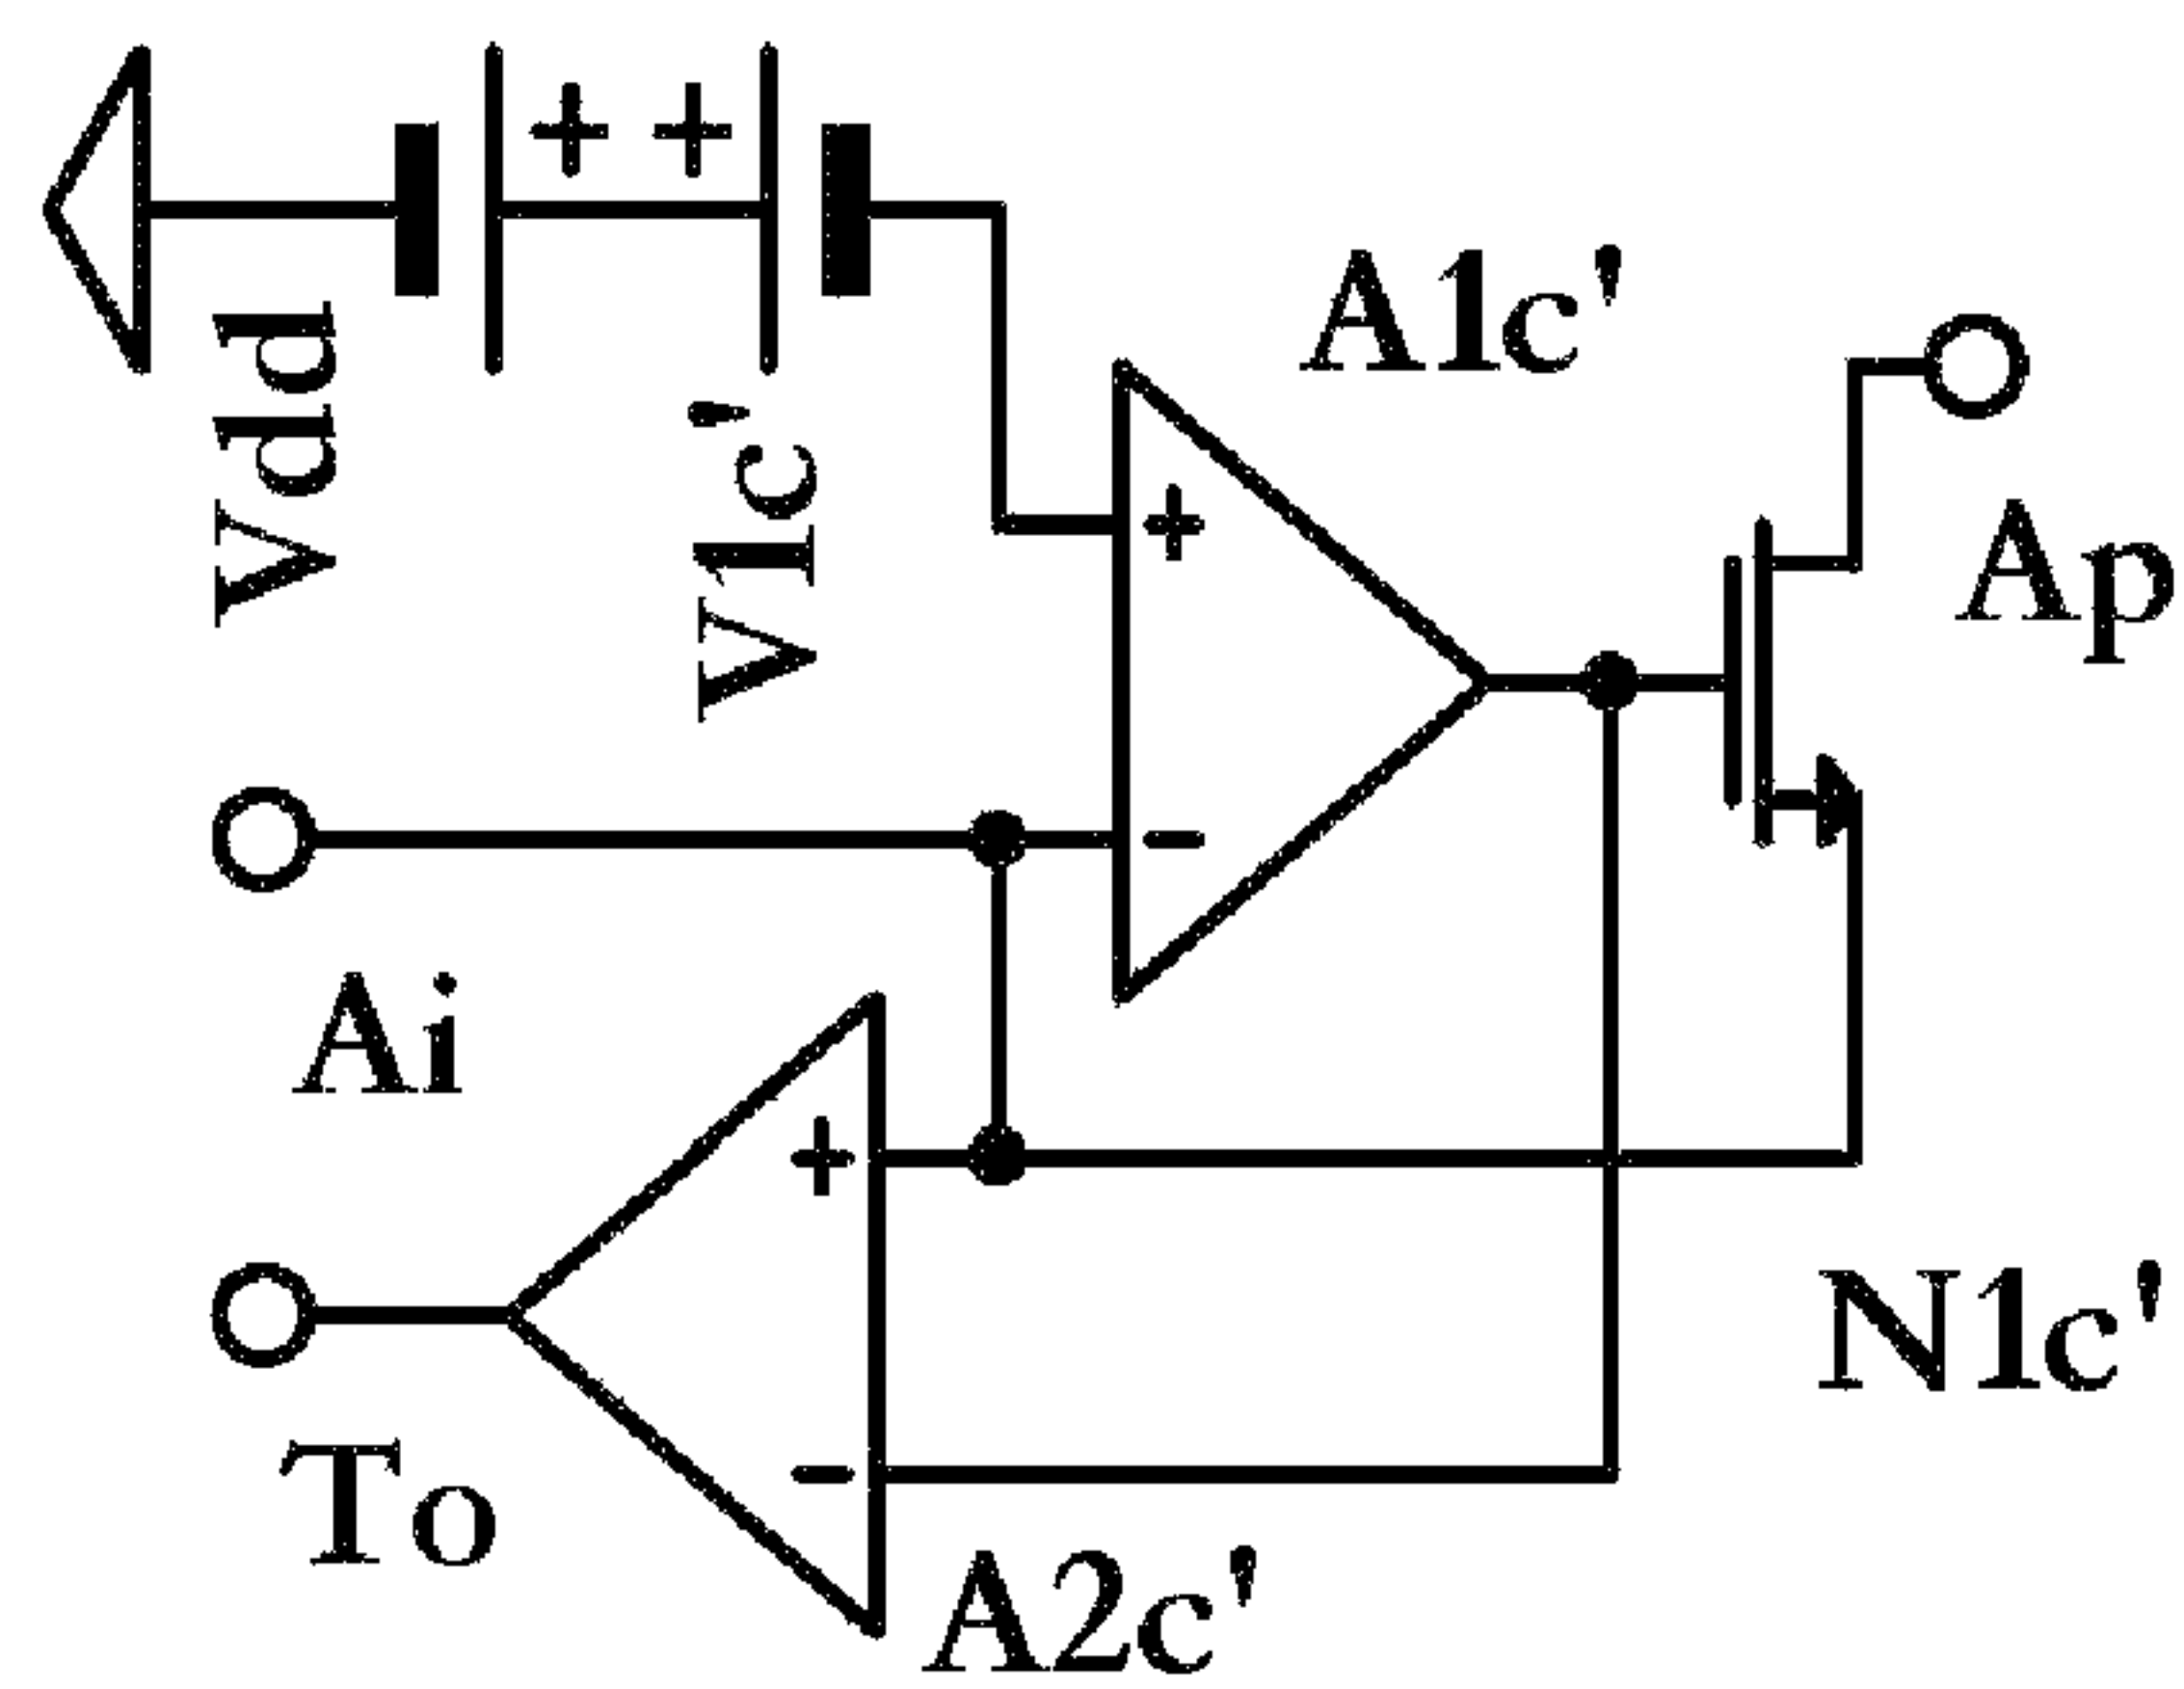 + +
Vdd
V1c'
A1c'
+
Ap
-
Ai
+
N1c'
To
-
A2c'